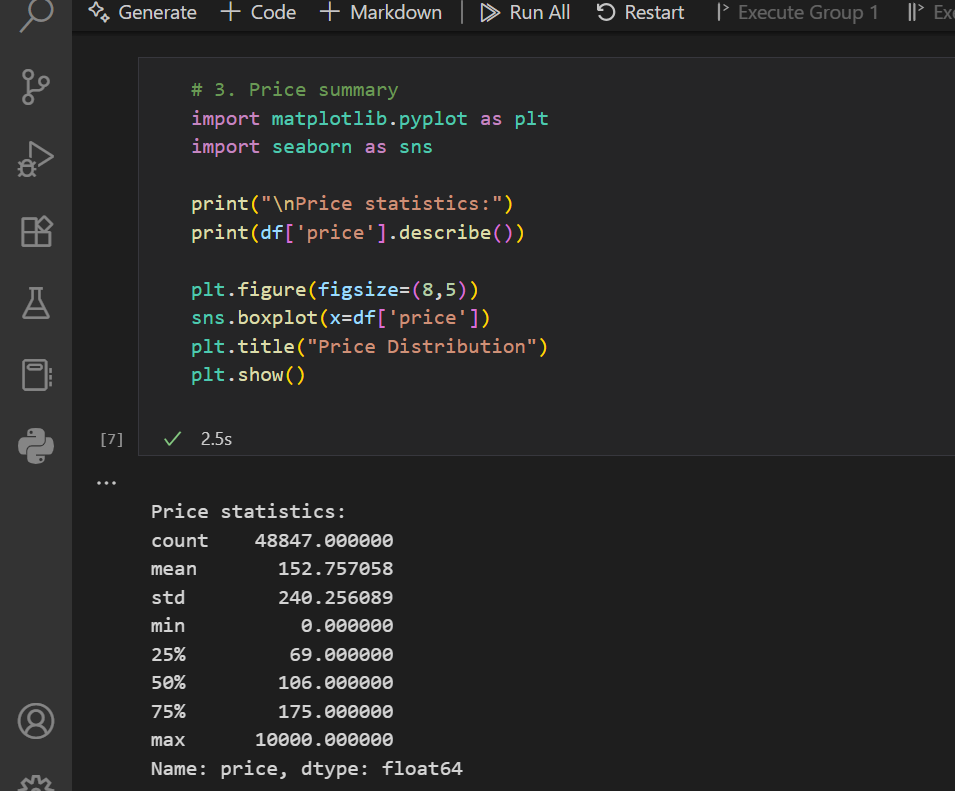 Generate + Code + Markdown | Run All Restart Execute Group 1
# 3. Price summary
import matplotlib.pyplot as plt
import seaborn as sns
print("\nPrice statistics:")
print(df['price'].describe())
plt.figure(figsize=(8,5))
sns.boxplot(x=df['price'])
plt.title("Price Distribution")
plt.show()
[7] ✓ 2.5s
...
Price statistics:
count    48847.000000
mean       152.757058
std        240.256089
min          0.000000
25%         69.000000
50%        106.000000
75%        175.000000
max      10000.000000
Name: price, dtype: float64